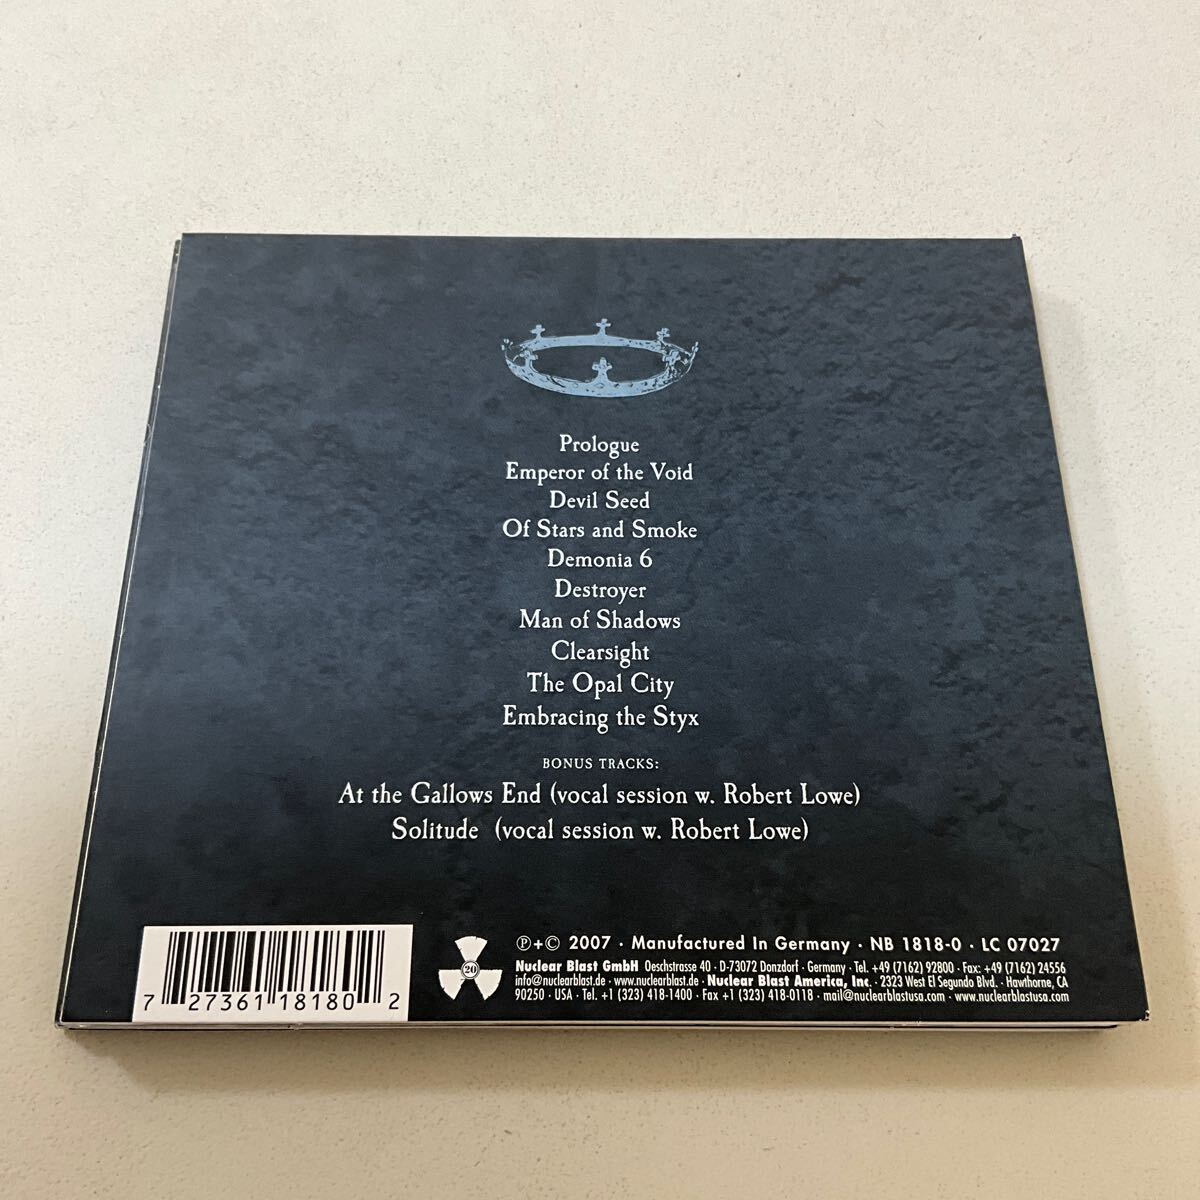 Prologue
Emperor of the Void
Devil Seed
Of Stars and Smoke
Demonia 6
Destroyer
Man of Shadows
Clearsight
The Opal City
Embracing the Styx
BONUS TRACKS:
At the Gallows End (vocal session w. Robert Lowe)
Solitude (vocal session w. Robert Lowe)
7 27361 18180 2
20
℗+© 2007 · Manufactured In Germany · NB 1818-0 · LC 07027
Nuclear Blast GmbH Oeschstrasse 40 · D-73072 Donzdorf · Germany · Tel. +49 (7162) 92800 · Fax: +49 (7162) 24556
info@nuclearblast.de · www.nuclearblast.de · Nuclear Blast America, Inc. · 2323 West El Segundo Blvd. · Hawthorne, CA
90250 · USA · Tel. +1 (323) 418-1400 · Fax +1 (323) 418-0118 · mail@nuclearblastusa.com · www.nuclearblastusa.com